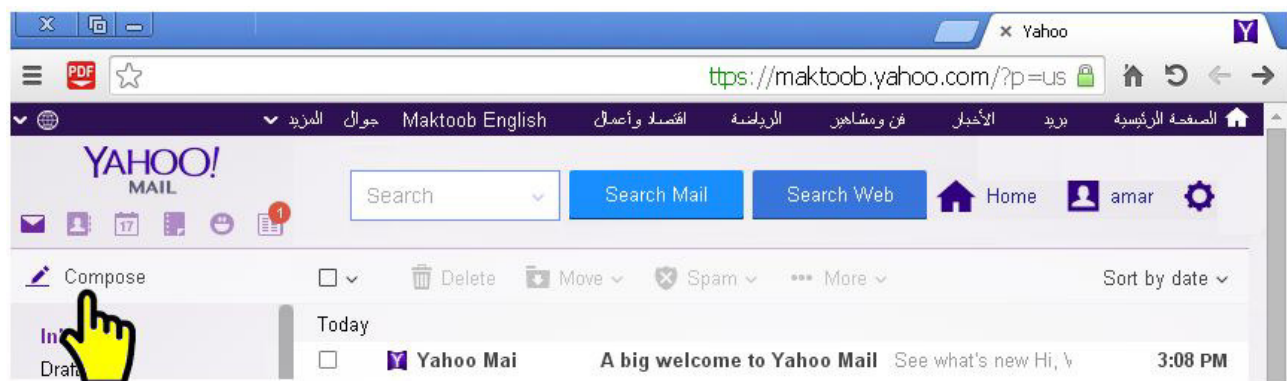 Yahoo
ttps://maktoob.yahoo.com/?p=us
الصفحة الرئيسية بريد الأخبار فن ومشاهير الرياضة اقتصاد وأعمال Maktoob English جوال المزيد
YAHOO!
MAIL
Search Search Mail Search Web Home amar
17 1
Compose Delete Move Spam More Sort by date
Today
Yahoo Mai A big welcome to Yahoo Mail See what's new Hi, 3:08 PM